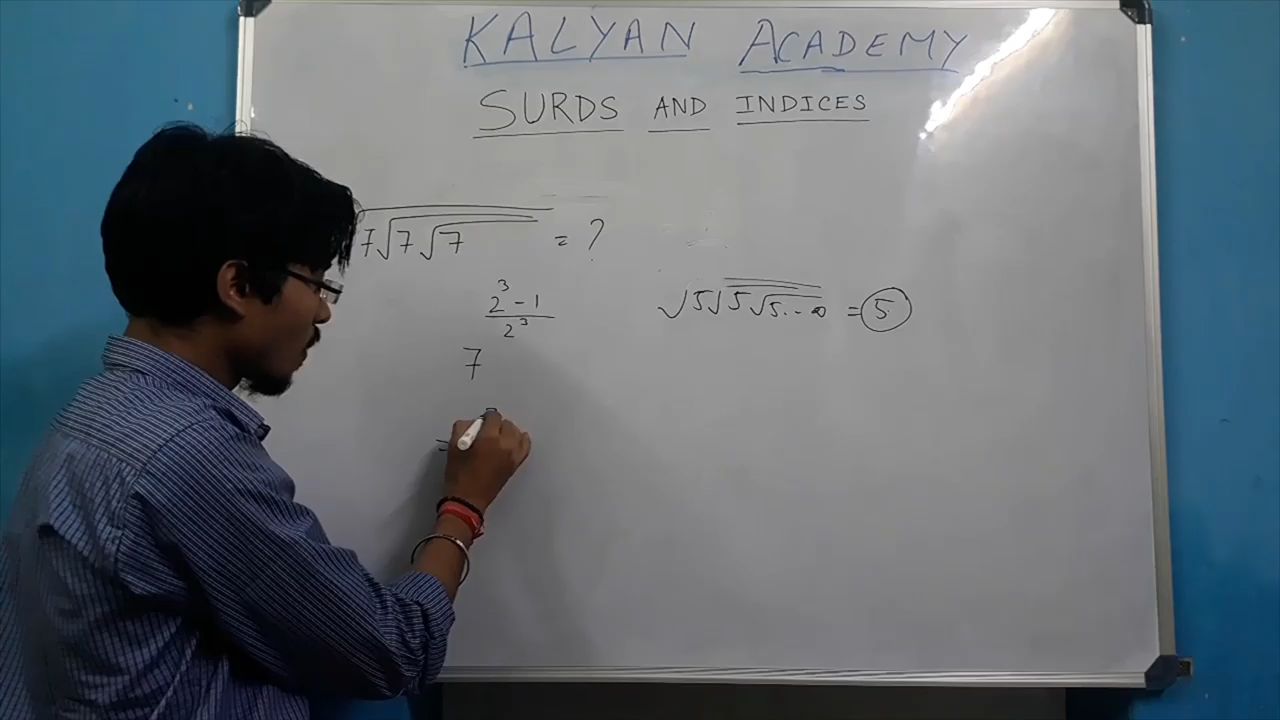 KALYAN ACADEMY
SURDS AND INDICES
7√7√7 = ?
2³ - 1
2³
7
√5√5√5..∞ = 5